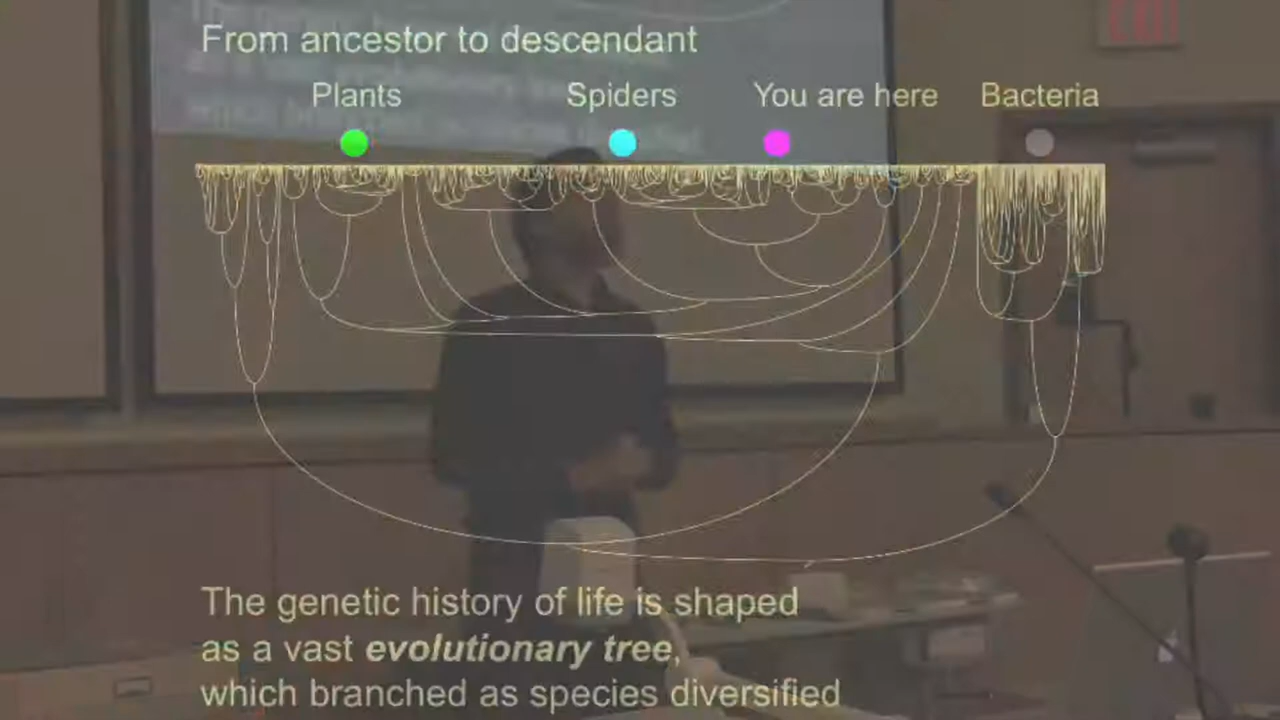 From ancestor to descendant
Plants Spiders You are here Bacteria
The genetic history of life is shaped
as a vast evolutionary tree,
which branched as species diversified